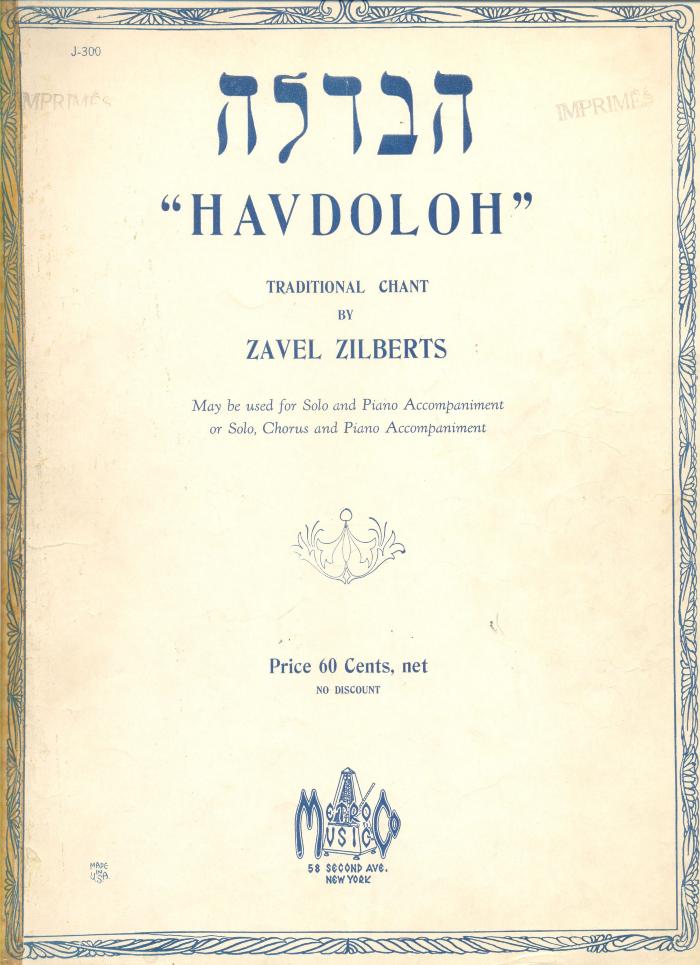 J-300
IMPRIMÉS
IMPRIMÉS
הבדלה
“HAVDOLOH”
TRADITIONAL CHANT
BY
ZAVEL ZILBERTS
May be used for Solo and Piano Accompaniment
or Solo, Chorus and Piano Accompaniment
Price 60 Cents, net
NO DISCOUNT
METRO
MUSIC Co
58 SECOND AVE.
NEW YORK
MADE
IN
USA.